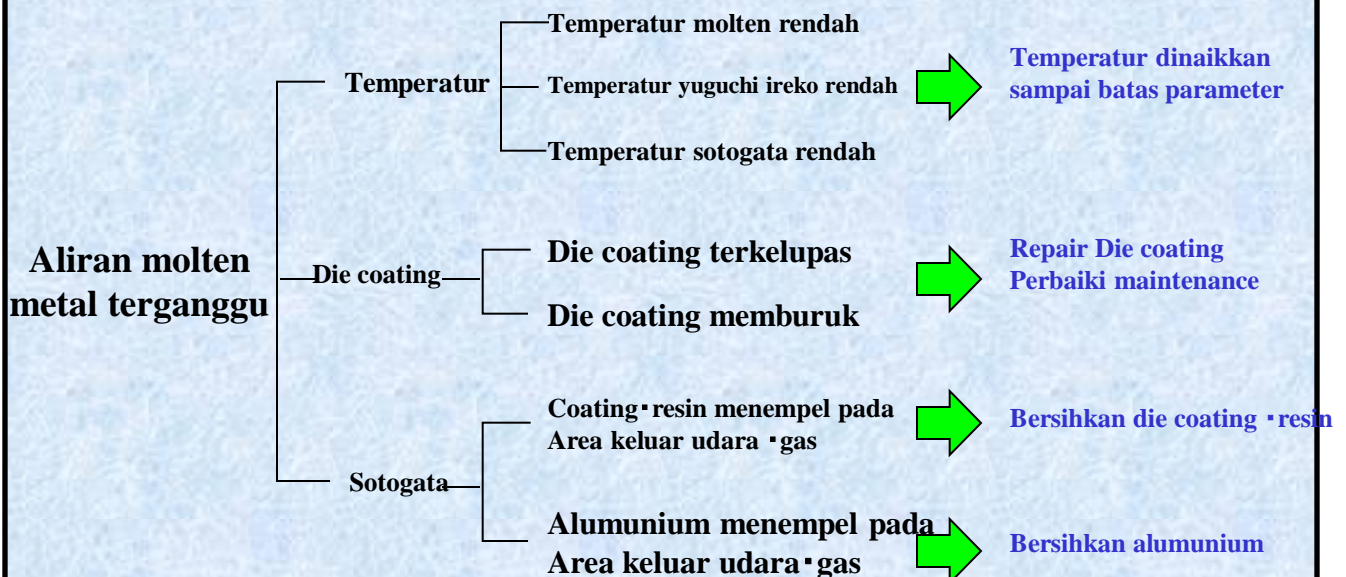 Temperatur molten rendah
Temperatur
Temperatur yuguchi ireko rendah
Temperatur dinaikkan
sampai batas parameter
Temperatur sotogata rendah
Aliran molten
metal terganggu
Die coating
Die coating terkelupas
Die coating memburuk
Repair Die coating
Perbaiki maintenance
Sotogata
Coating・resin menempel pada
Area keluar udara ・gas
Bersihkan die coating ・resin
Alumunium menempel pada
Area keluar udara・gas
Bersihkan alumunium